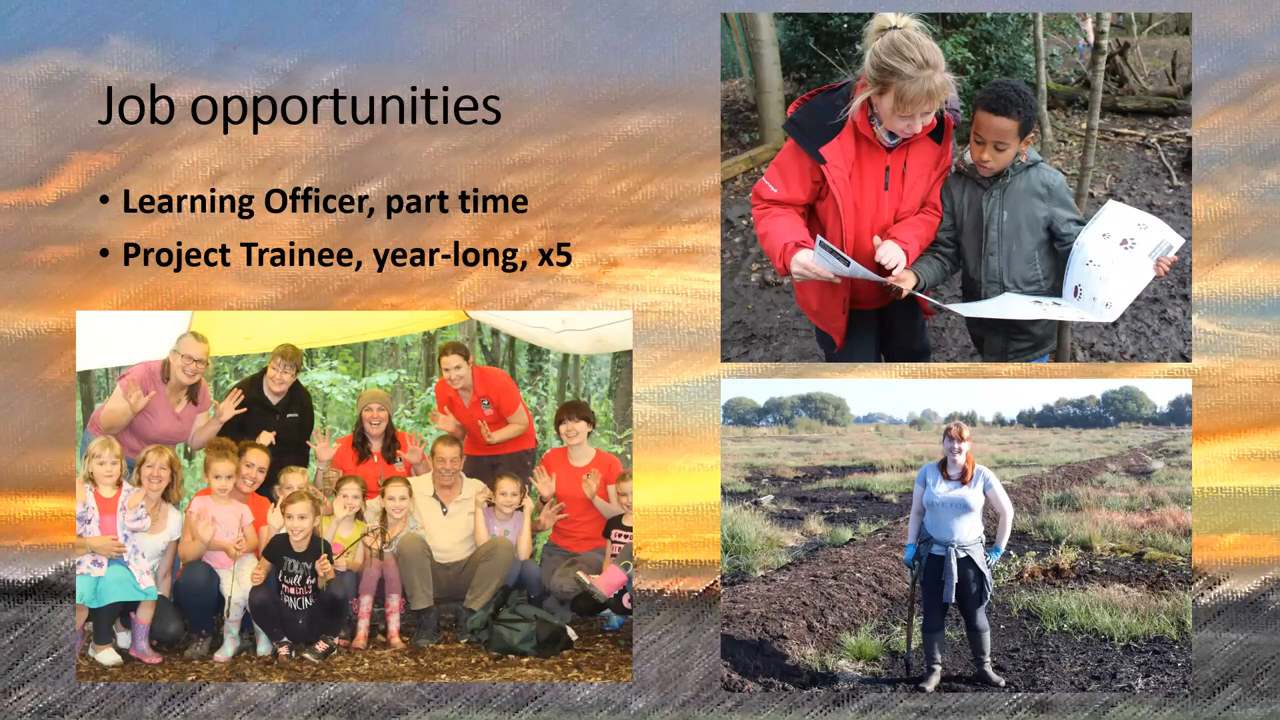 Job opportunities
• Learning Officer, part time
• Project Trainee, year-long, x5